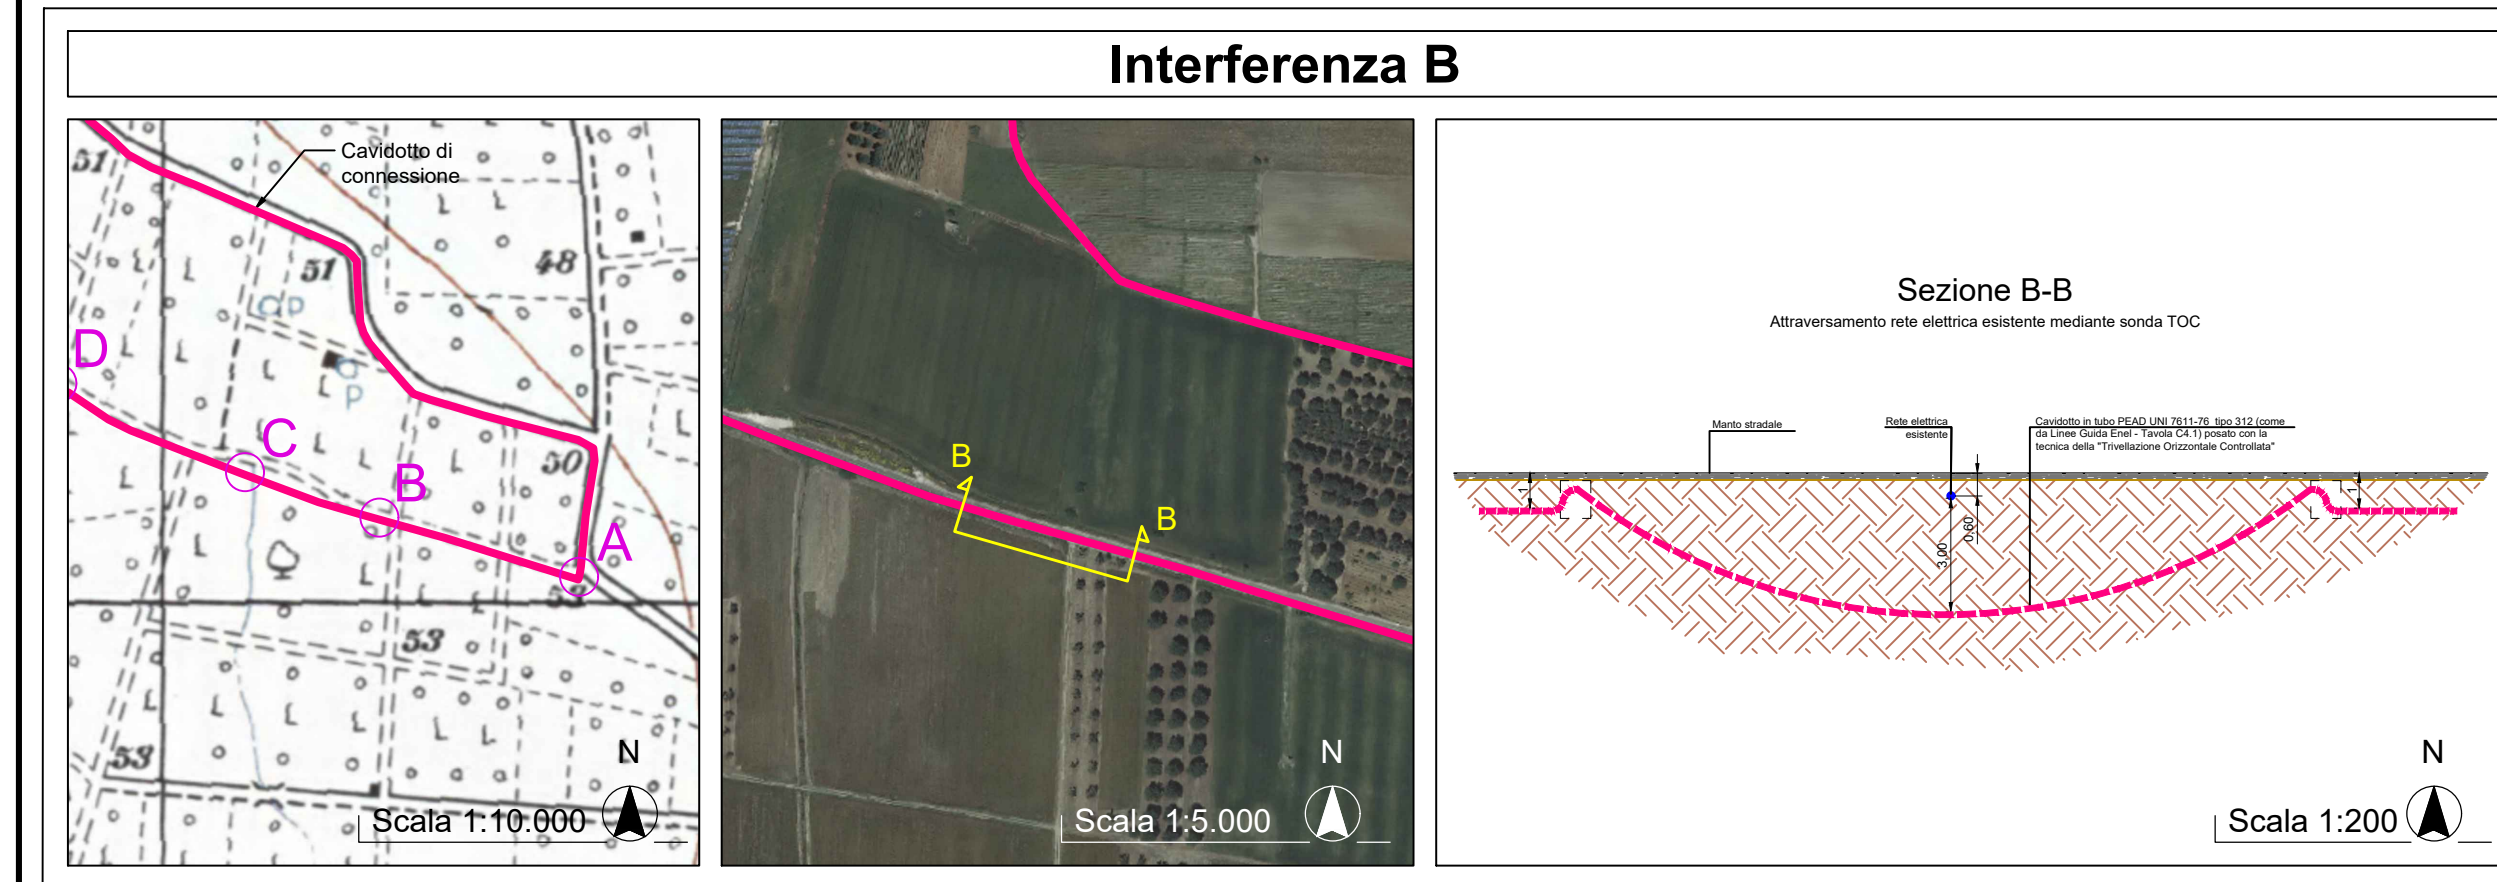 Interferenza B
Cavidotto di
connessione
51
51
48
D
C
B
50
A
53
53
P
P
N
Scala 1:10.000
B
B
N
Scala 1:5.000
Sezione B-B
Attraversamento rete elettrica esistente mediante sonda TOC
Manto stradale
Rete elettrica
esistente
Cavidotto in tubo PEAD UNI 7611-76 tipo 312 (come
da Linee Guida Enel - Tavola C4.1) posato con la
tecnica della "Trivellazione Orizzontale Controllata"
1
0,60
3,00
1
N
Scala 1:200